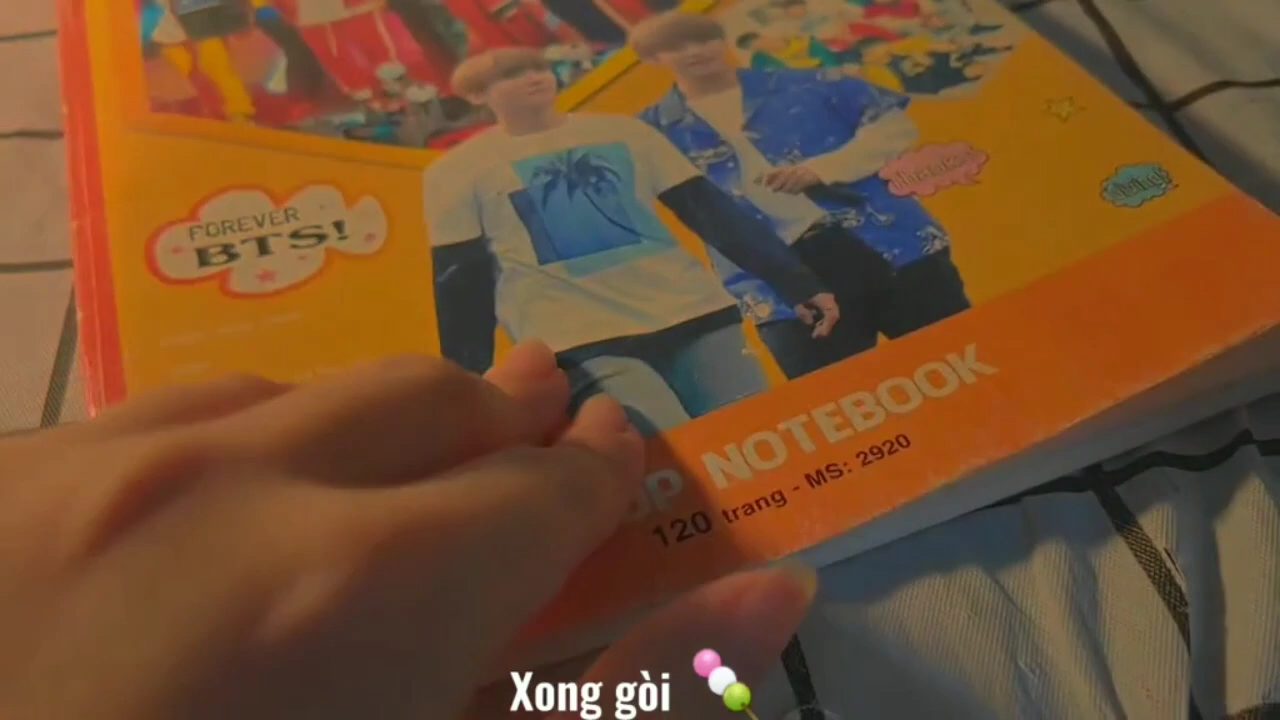 FOREVER
BTS!
NOTEBOOK
120 trang - MS: 2920
Xong gòi